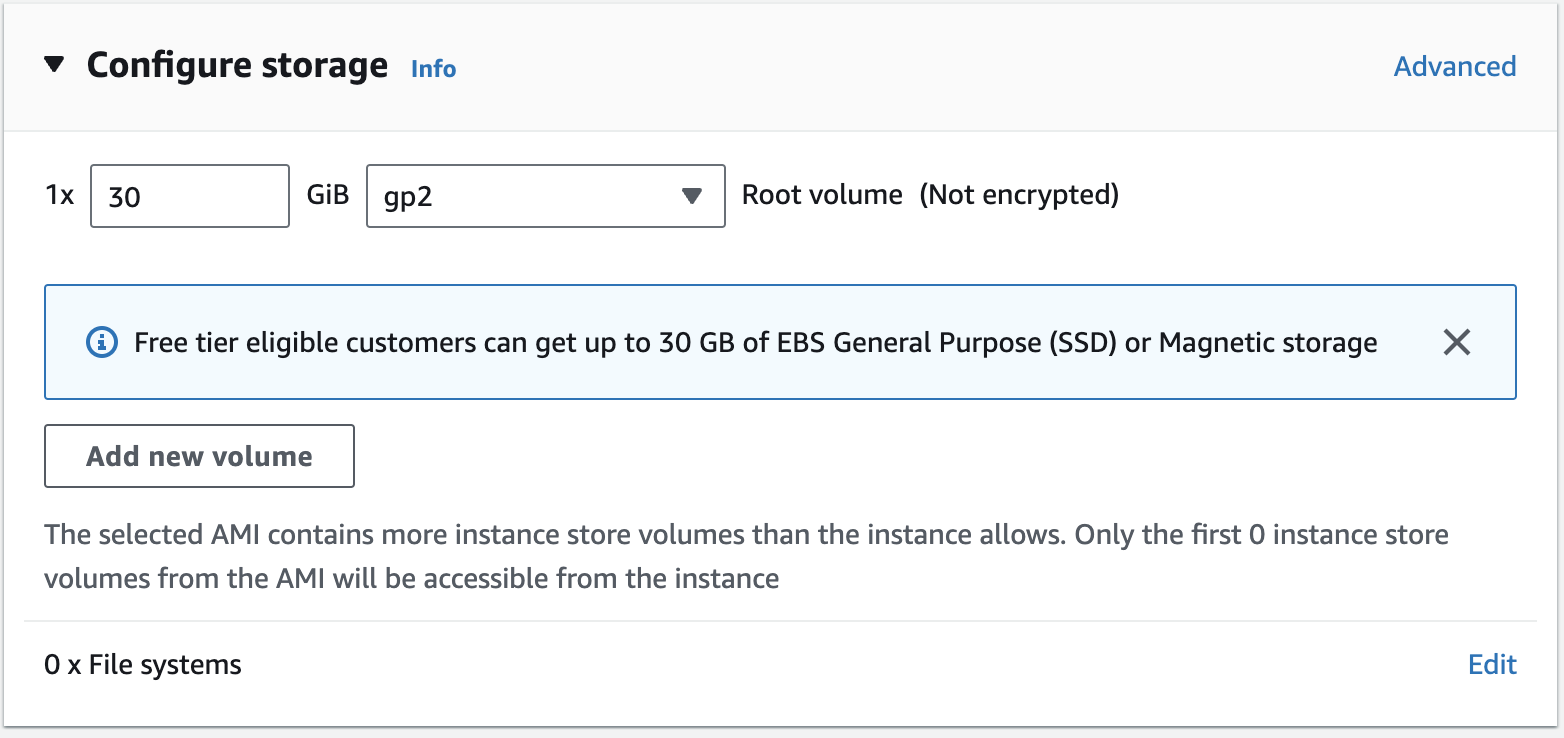 Configure storage Info Advanced
1x 30 GiB gp2 Root volume (Not encrypted)
Free tier eligible customers can get up to 30 GB of EBS General Purpose (SSD) or Magnetic storage
Add new volume
The selected AMI contains more instance store volumes than the instance allows. Only the first 0 instance store
volumes from the AMI will be accessible from the instance
0 x File systems Edit